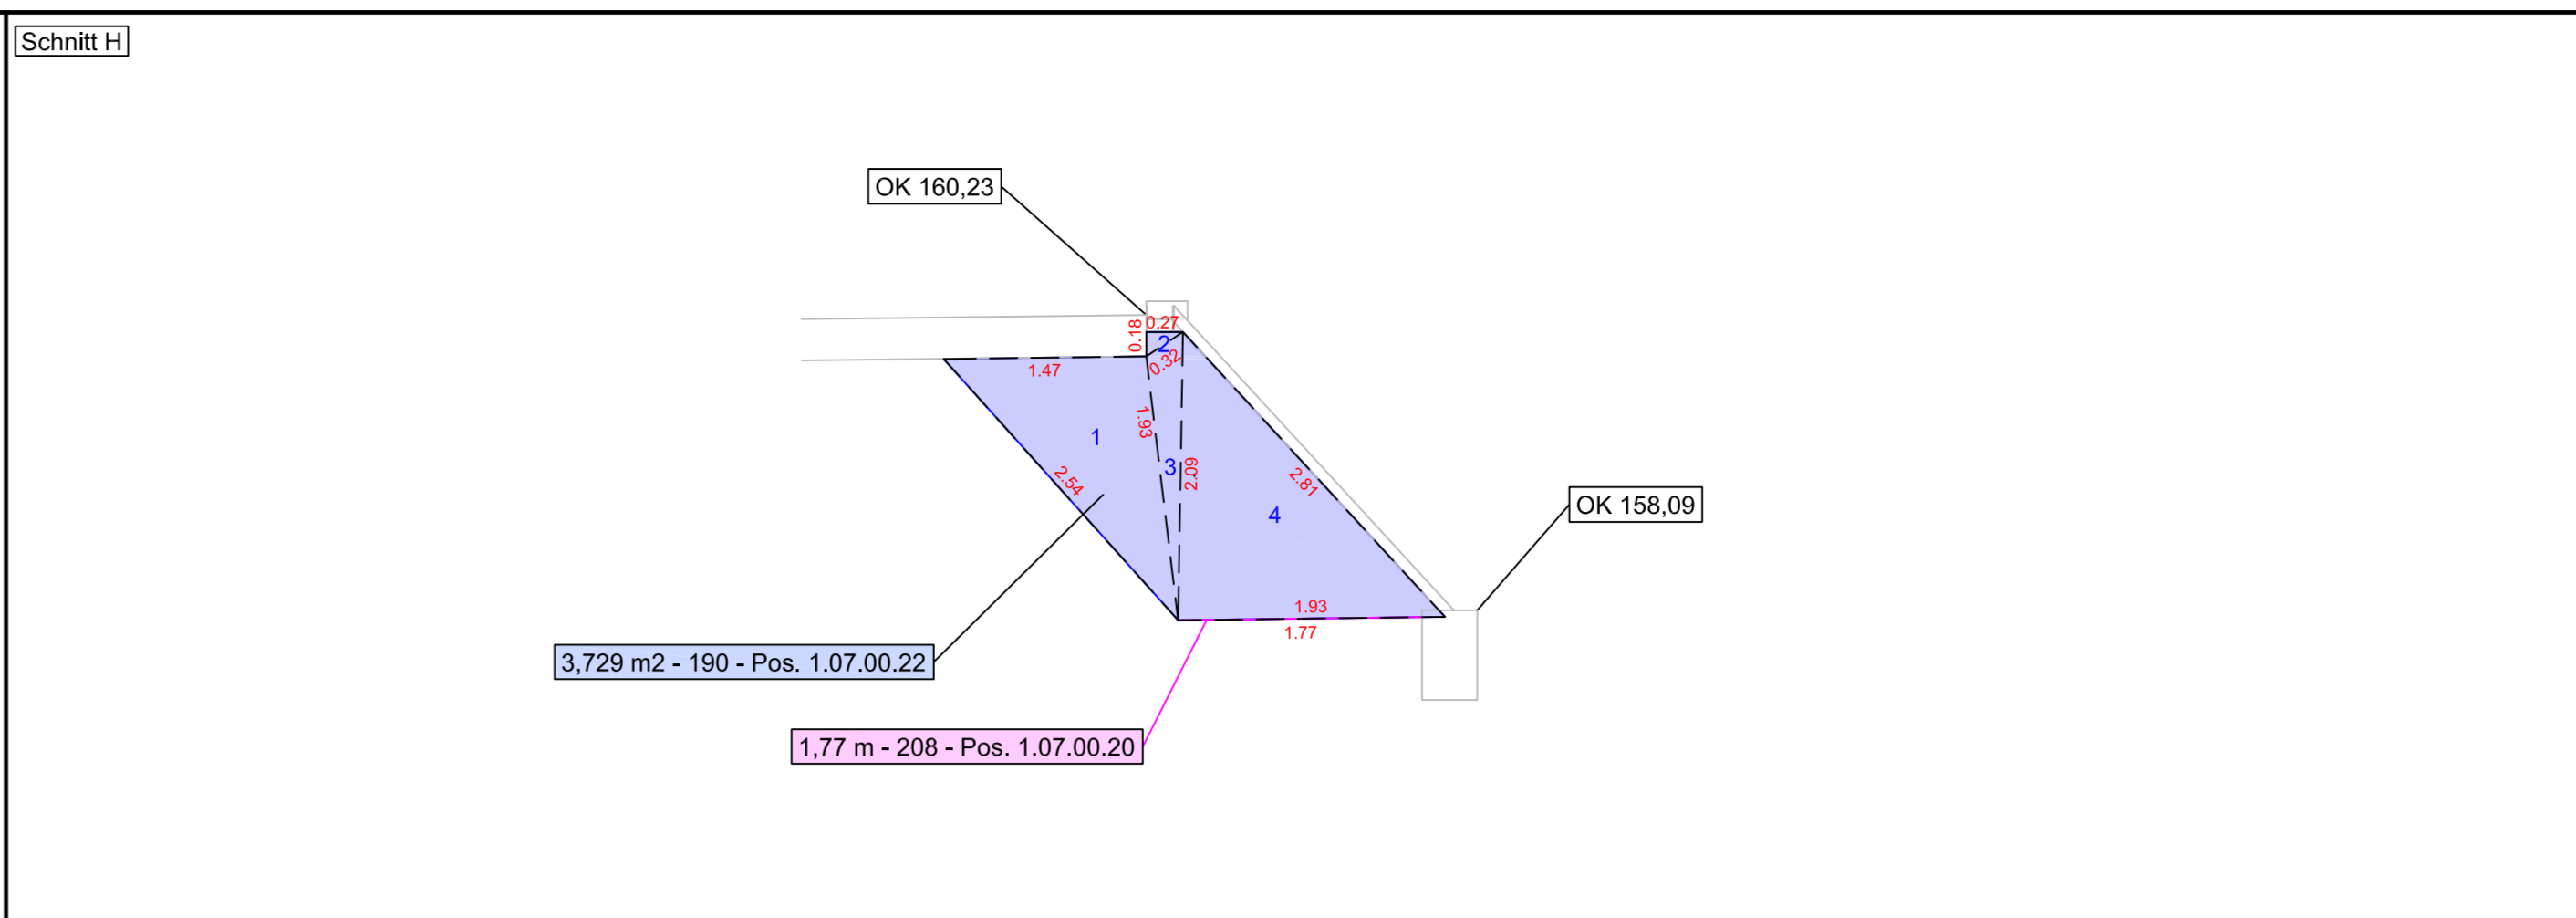 Schnitt H
OK 160,23
0.27
0.18
2
0.32
1.47
1.93
1
3
2.09
2.54
2.81
4
OK 158,09
1.93
1.77
3,729 m2 - 190 - Pos. 1.07.00.22
1,77 m - 208 - Pos. 1.07.00.20